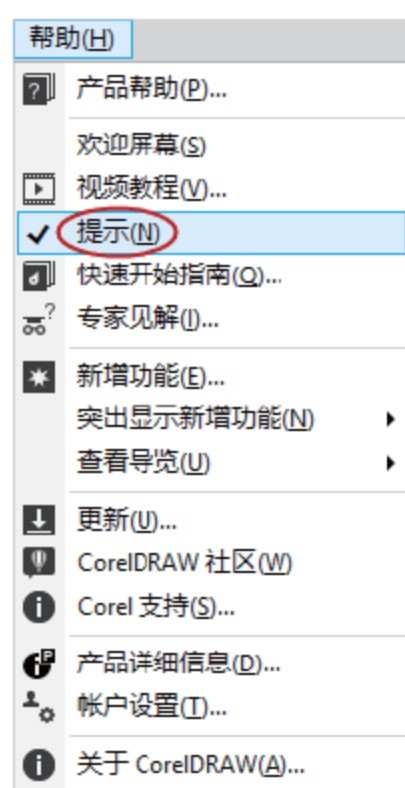 帮助(H)
产品帮助(P)...
欢迎屏幕(S)
视频教程(V)...
提示(N)
快速开始指南(Q)...
专家见解(I)...
新增功能(E)...
突出显示新增功能(N)
查看导览(U)
更新(U)...
CorelDRAW 社区(W)
Corel 支持(S)...
产品详细信息(D)...
帐户设置(T)...
关于 CorelDRAW(A)...